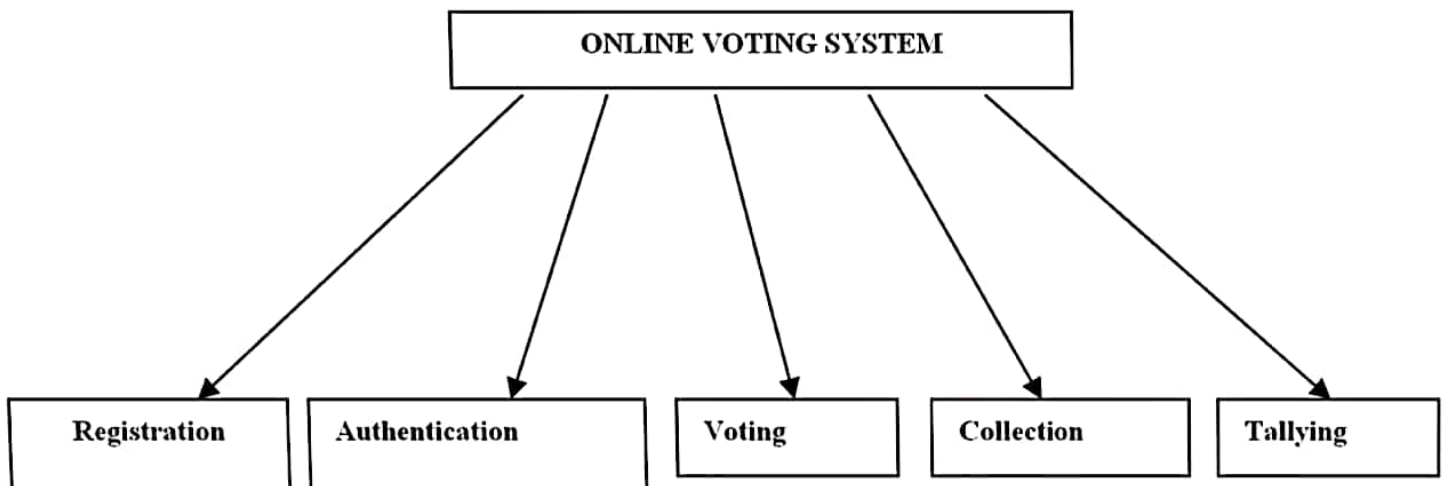 ONLINE VOTING SYSTEM
Registration
Authentication
Voting
Collection
Tallying